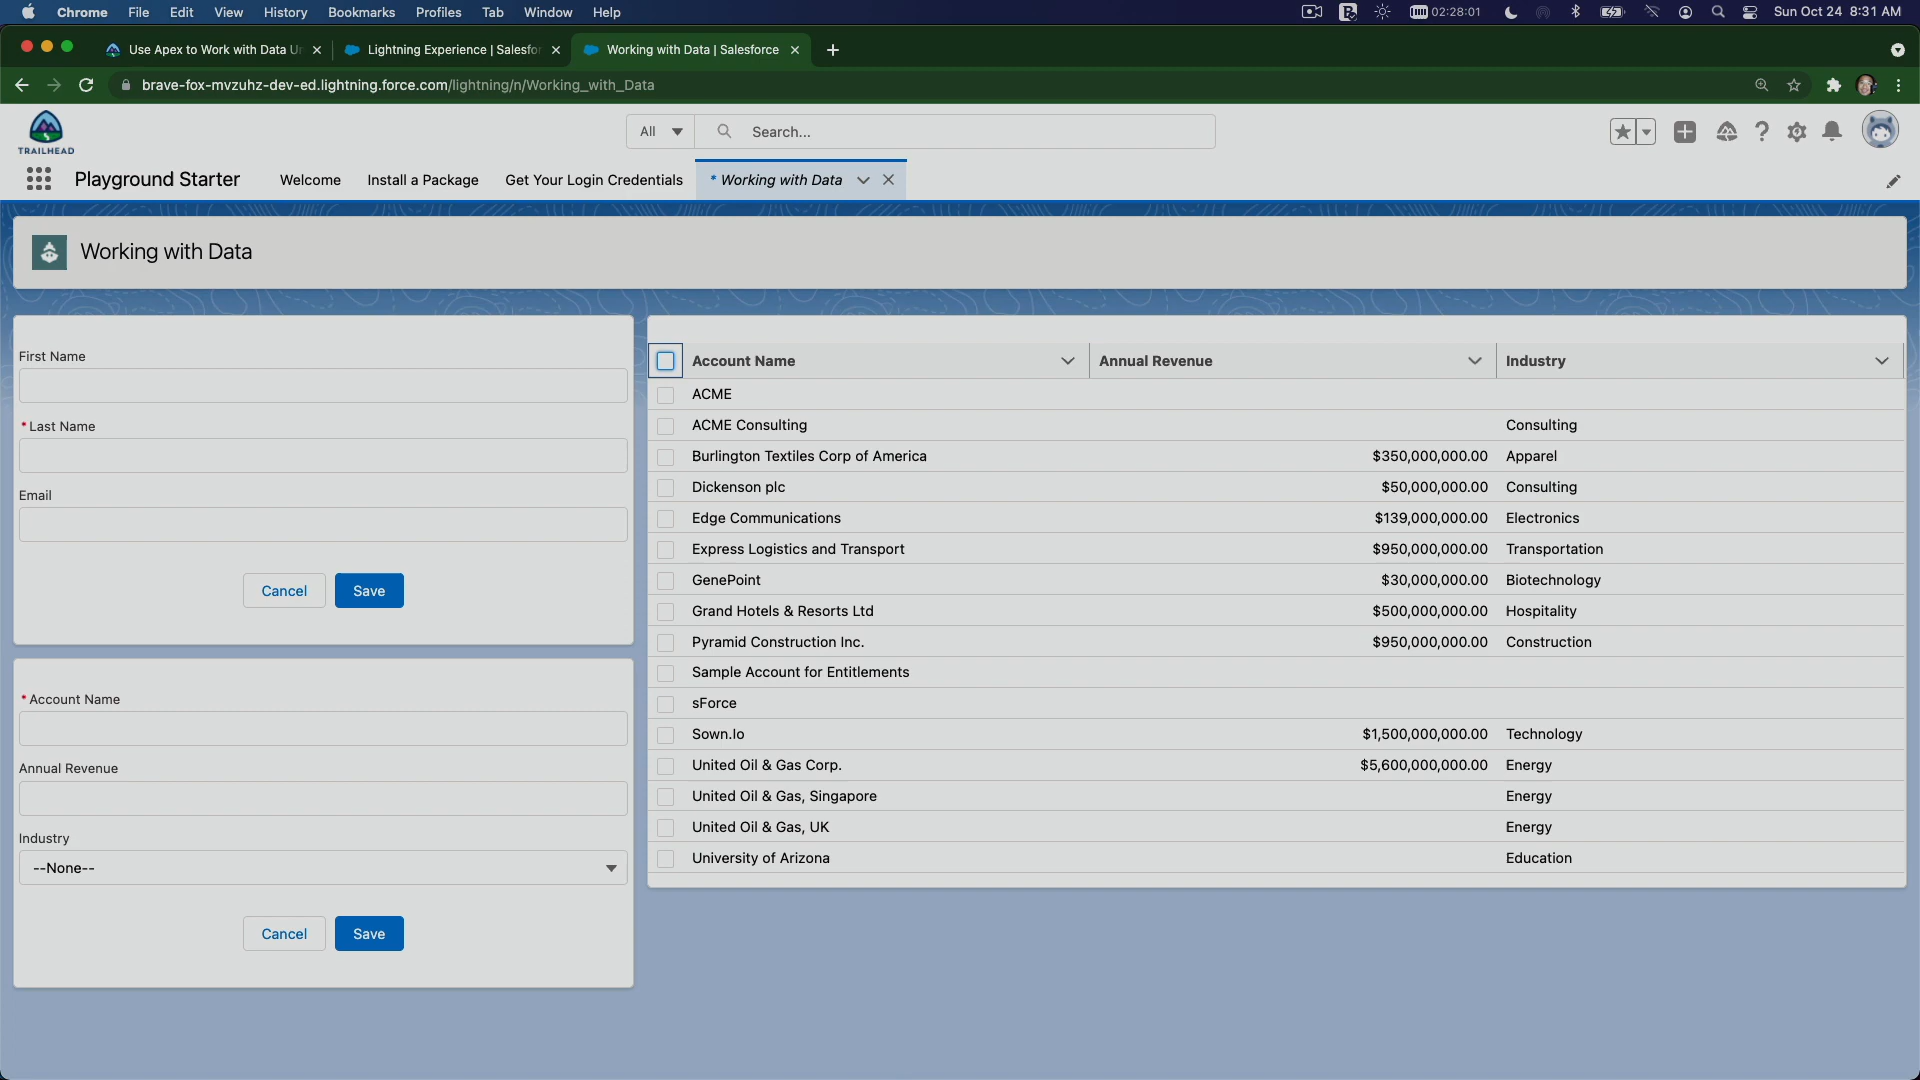 Chrome File Edit View History Bookmarks Profiles Tab Window Help 02:28:01 Sun Oct 24 8:31 AM
Use Apex to Work with Data Un Lightning Experience | Salesfor Working with Data | Salesforce
brave-fox-mvzuhz-dev-ed.lightning.force.com/lightning/n/Working_with_Data
TRAILHEAD
All Search...
Playground Starter Welcome Install a Package Get Your Login Credentials * Working with Data
Working with Data
First Name
* Last Name
Email
Cancel Save
* Account Name
Annual Revenue
Industry
--None--
Cancel Save
Account Name Annual Revenue Industry
ACME
ACME Consulting Consulting
Burlington Textiles Corp of America $350,000,000.00 Apparel
Dickenson plc $50,000,000.00 Consulting
Edge Communications $139,000,000.00 Electronics
Express Logistics and Transport $950,000,000.00 Transportation
GenePoint $30,000,000.00 Biotechnology
Grand Hotels & Resorts Ltd $500,000,000.00 Hospitality
Pyramid Construction Inc. $950,000,000.00 Construction
Sample Account for Entitlements
sForce
Sown.Io $1,500,000,000.00 Technology
United Oil & Gas Corp. $5,600,000,000.00 Energy
United Oil & Gas, Singapore Energy
United Oil & Gas, UK Energy
University of Arizona Education